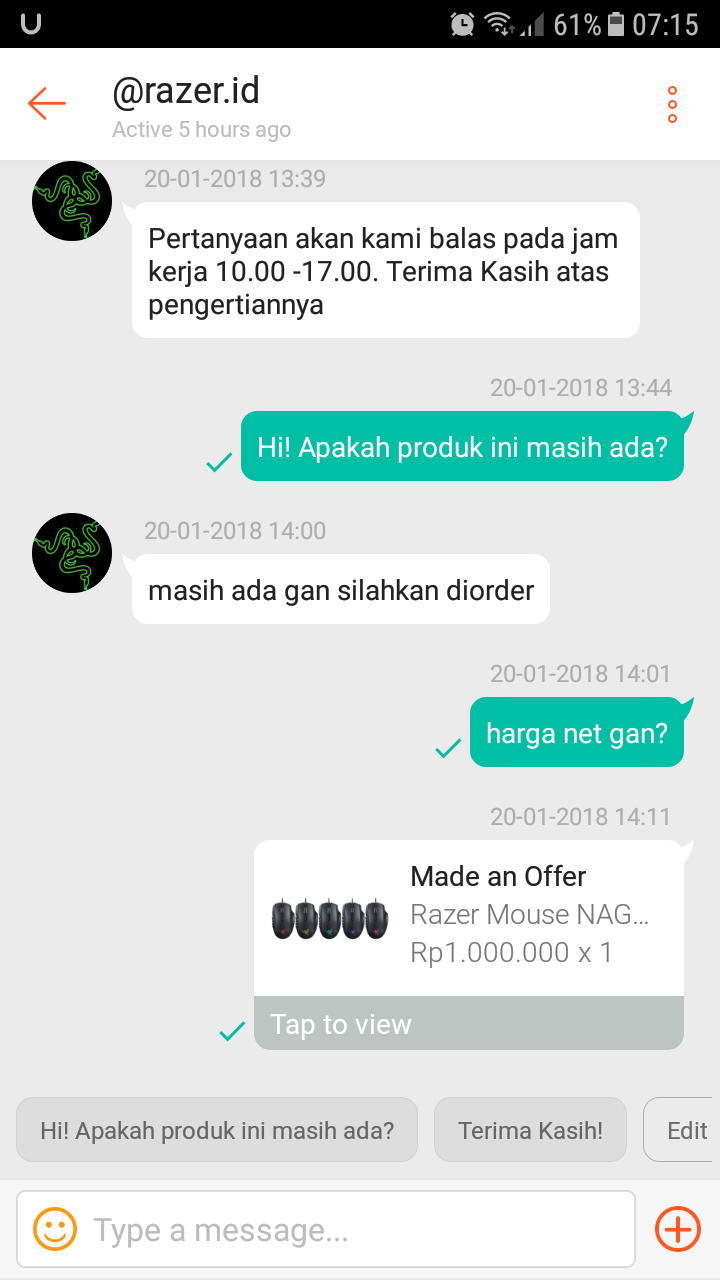 61% 07:15
@razer.id
Active 5 hours ago
20-01-2018 13:39
Pertanyaan akan kami balas pada jam
kerja 10.00 -17.00. Terima Kasih atas
pengertiannya
20-01-2018 13:44
Hi! Apakah produk ini masih ada?
20-01-2018 14:00
masih ada gan silahkan diorder
20-01-2018 14:01
harga net gan?
20-01-2018 14:11
Made an Offer
Razer Mouse NAG...
Rp1.000.000 x 1
Tap to view
Hi! Apakah produk ini masih ada? Terima Kasih! Edit
Type a message...